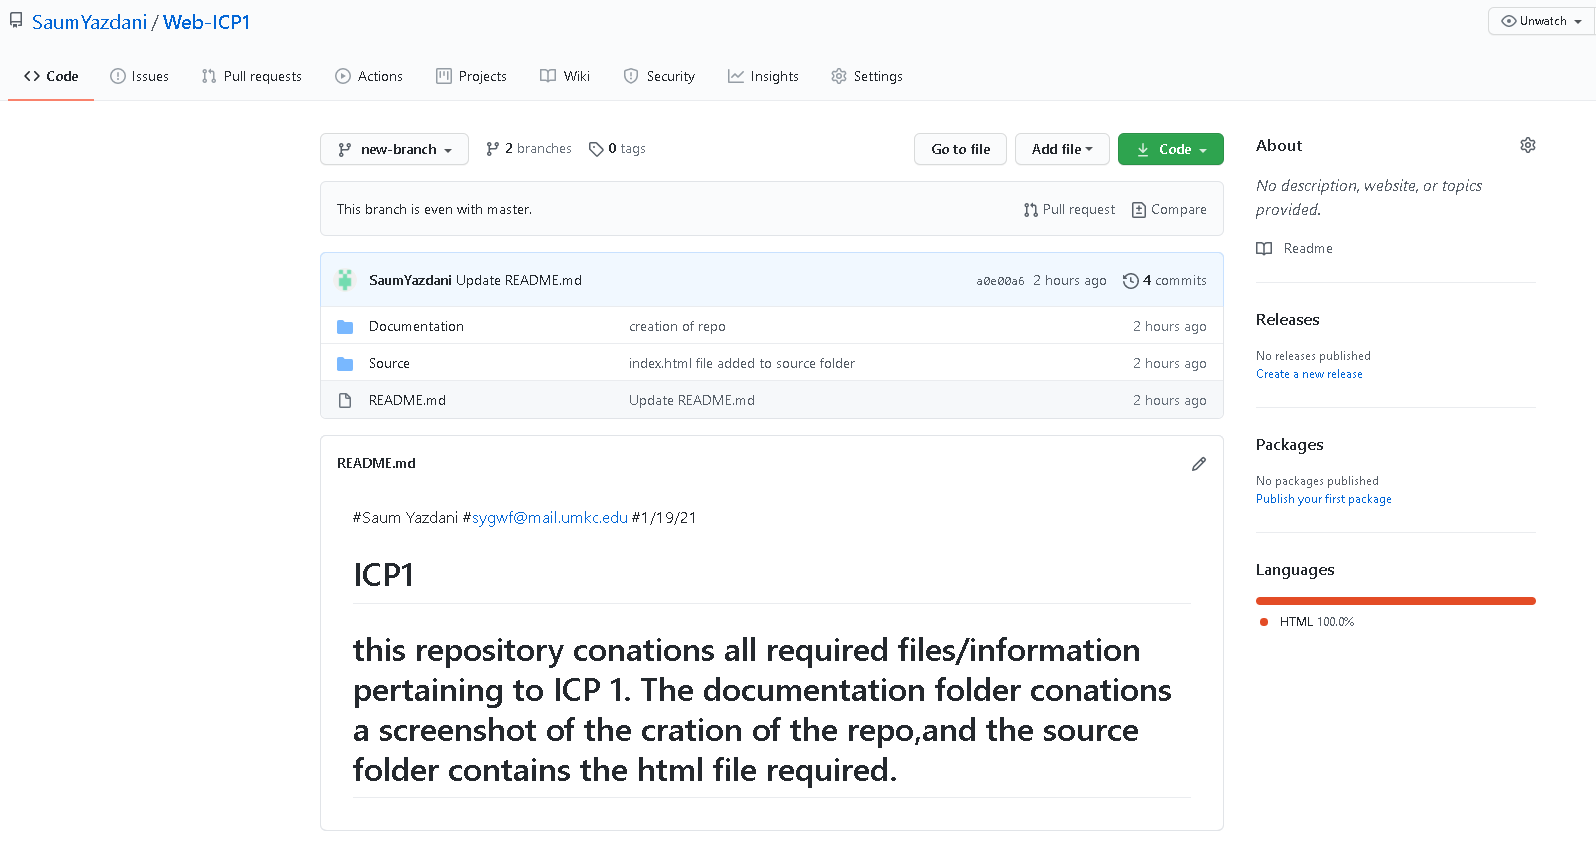 SaumYazdani / Web-ICP1
Unwatch
Code Issues Pull requests Actions Projects Wiki Security Insights Settings
new-branch 2 branches 0 tags Go to file Add file Code
This branch is even with master. Pull request Compare
SaumYazdani Update README.md a0e00a6 2 hours ago 4 commits
Documentation creation of repo 2 hours ago
Source index.html file added to source folder 2 hours ago
README.md Update README.md 2 hours ago
README.md
#Saum Yazdani #sygwf@mail.umkc.edu #1/19/21
ICP1
this repository conations all required files/information
pertaining to ICP 1. The documentation folder conations
a screenshot of the cration of the repo,and the source
folder contains the html file required.
About
No description, website, or topics
provided.
Readme
Releases
No releases published
Create a new release
Packages
No packages published
Publish your first package
Languages
HTML 100.0%